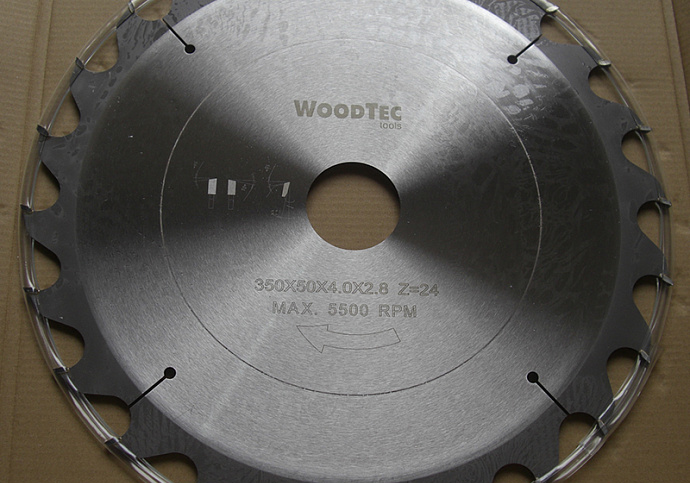 WOODTEC
tools
350X50X4.0X2.8 Z=24
MAX. 5500 RPM